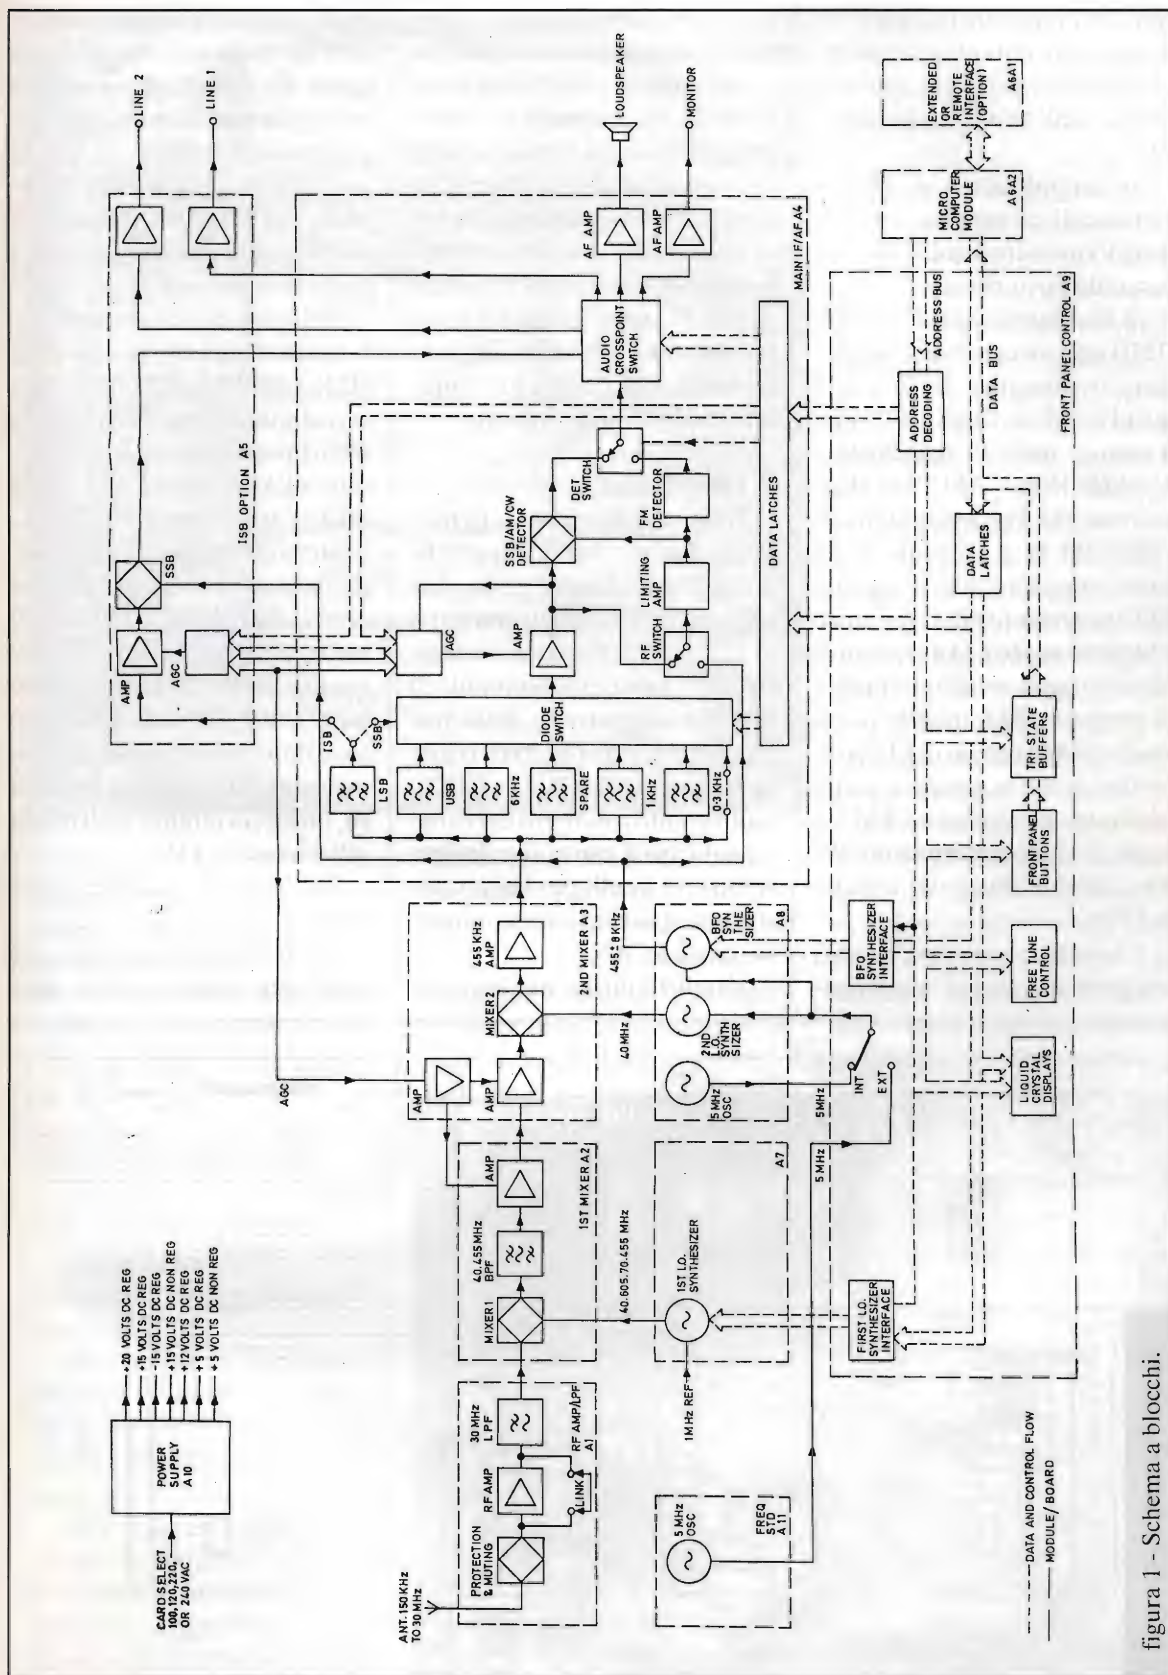 CARD SELECT
100,120,220,
OR 240 VAC
POWER
SUPPLY
A10
+20 VOLTS DC REG
+15 VOLTS DC REG
-15 VOLTS DC REG
+15 VOLTS DC NON REG
+12 VOLTS DC REG
+5 VOLTS DC REG
+5 VOLTS DC NON REG
ANT. 150KHz
TO 30 MHz
PROTECTION
& MUTING
RF AMP
LINK
30 MHz
LPF
RF AMP/LPF
A1
MIXER 1
40.455 MHz
BPF
AMP
1ST MIXER A2
AGC
AMP
AMP
MIXER 2
455 KHz
AMP
2ND MIXER A3
LSB
USB
6 KHz
SPARE
1 KHz
0·3 KHz
ISB
SSB
DIODE
SWITCH
AMP
AGC
SSB
ISB OPTION A5
LINE 2
LINE 1
AGC
AMP
SSB/AM/CW
DETECTOR
RF SWITCH
LIMITING
AMP
FM
DETECTOR
DET SWITCH
AUDIO
CROSSPOINT
SWITCH
AF AMP
AF AMP
LOUDSPEAKER
MONITOR
DATA LATCHES
MAIN IF/AF A4
5 MHz
OSC
FREQ
STD
A11
1MHz REF
1ST L.O.
SYNTHESIZER
40.605.70.455 MHz
A7
5 MHz
OSC
2ND
L.O.
SYNTH
SIZER
40 MHz
BFO
SYN
THE
SIZER
455 8 KHz
A8
5 MHz
5MHz
INT
EXT
FIRST L.O.
SYNTHESIZER
INTERFACE
BFO
SYNTHESIZER
INTERFACE
LIQUID
CRYSTAL
DISPLAYS
FREE TUNE
CONTROL
FRONT PANEL
BUTTONS
TRI STATE
BUFFERS
DATA
LATCHES
ADDRESS
DECODING
ADDRESS BUS
DATA BUS
FRONT PANEL CONTROL A9
MICRO
COMPUTER
MODULE
A6A2
EXTENDED
OR
REMOTE
INTERFACE
(OPTION)
A6A1
DATA AND CONTROL FLOW
MODULE/BOARD
figura 1 - Schema a blocchi.